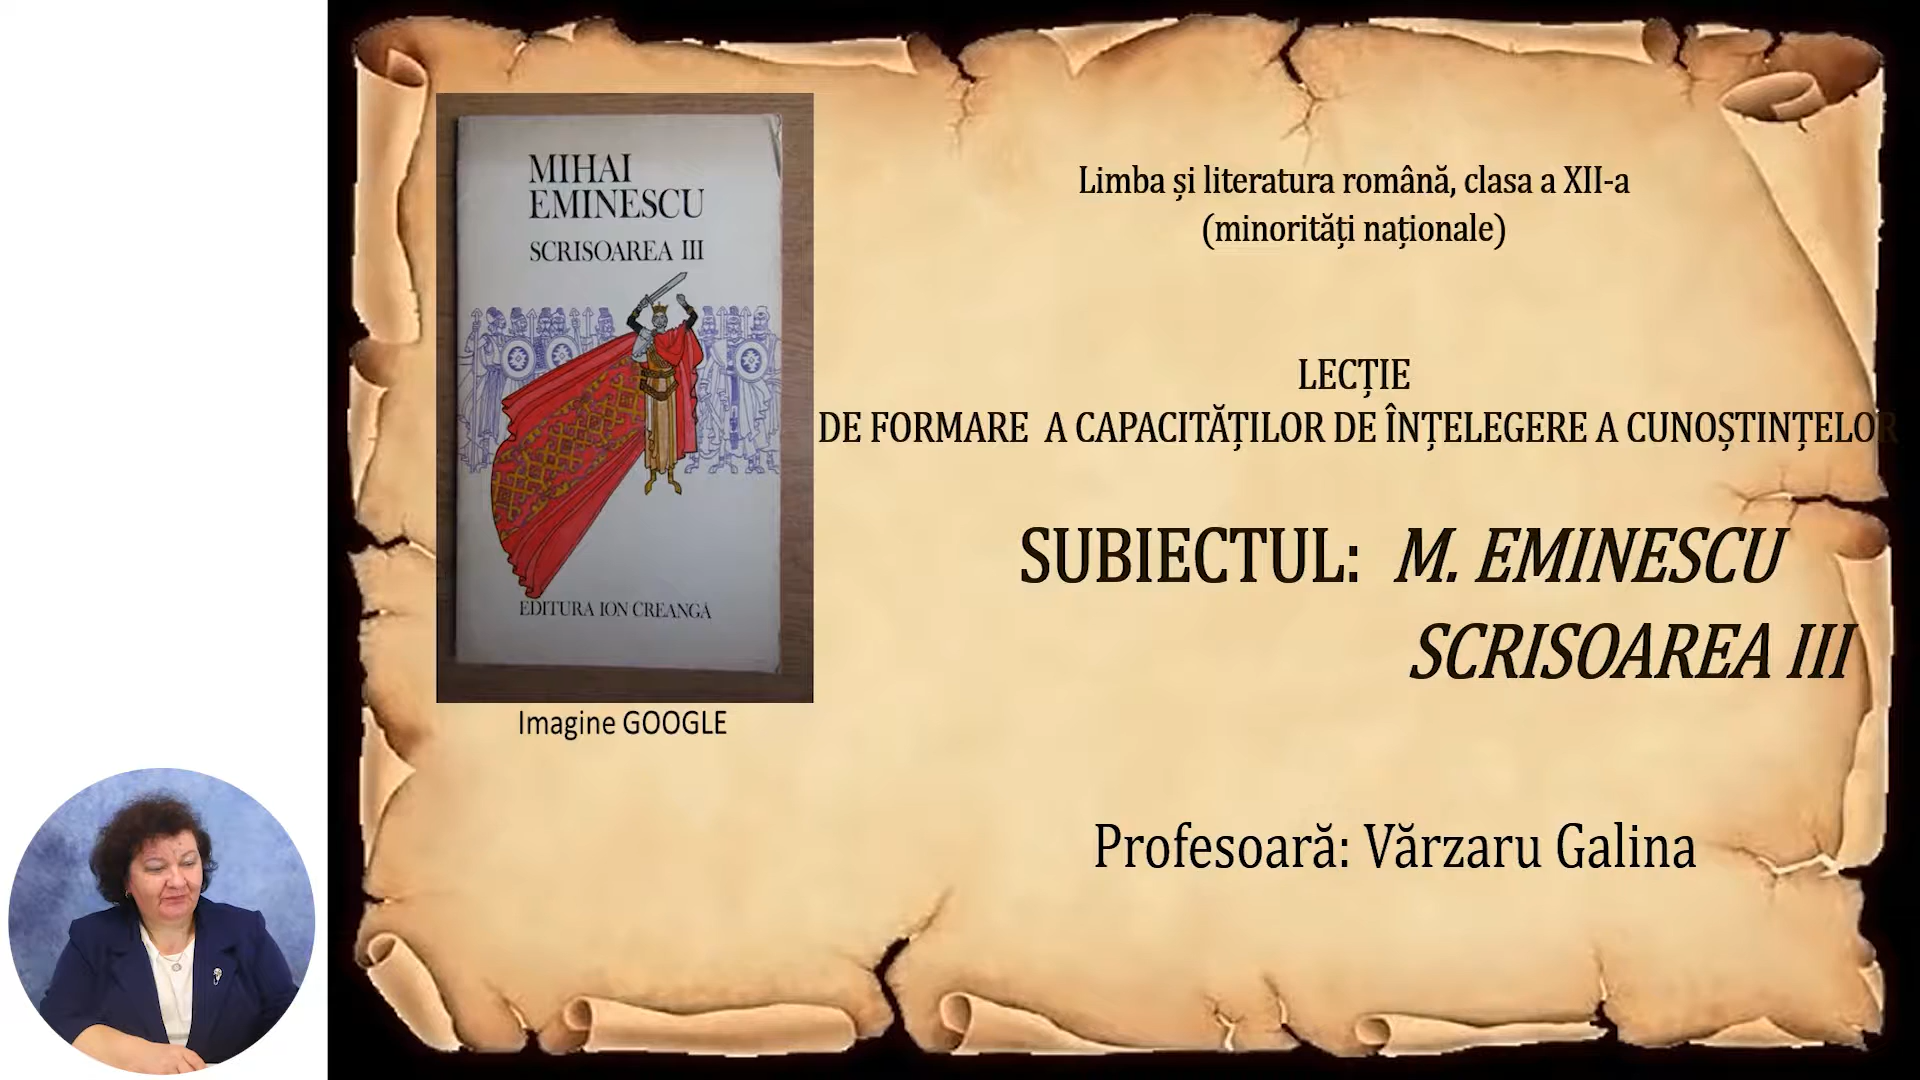 MIHAI
EMINESCU
SCRISOAREA III
EDITURA ION CREANGĂ
Imagine GOOGLE
Limba și literatura română, clasa a XII-a
(minorități naționale)
LECȚIE
DE FORMARE A CAPACITĂȚILOR DE ÎNȚELEGERE A CUNOȘTINȚELOR
SUBIECTUL: M. EMINESCU
SCRISOAREA III
Profesoară: Vărzaru Galina